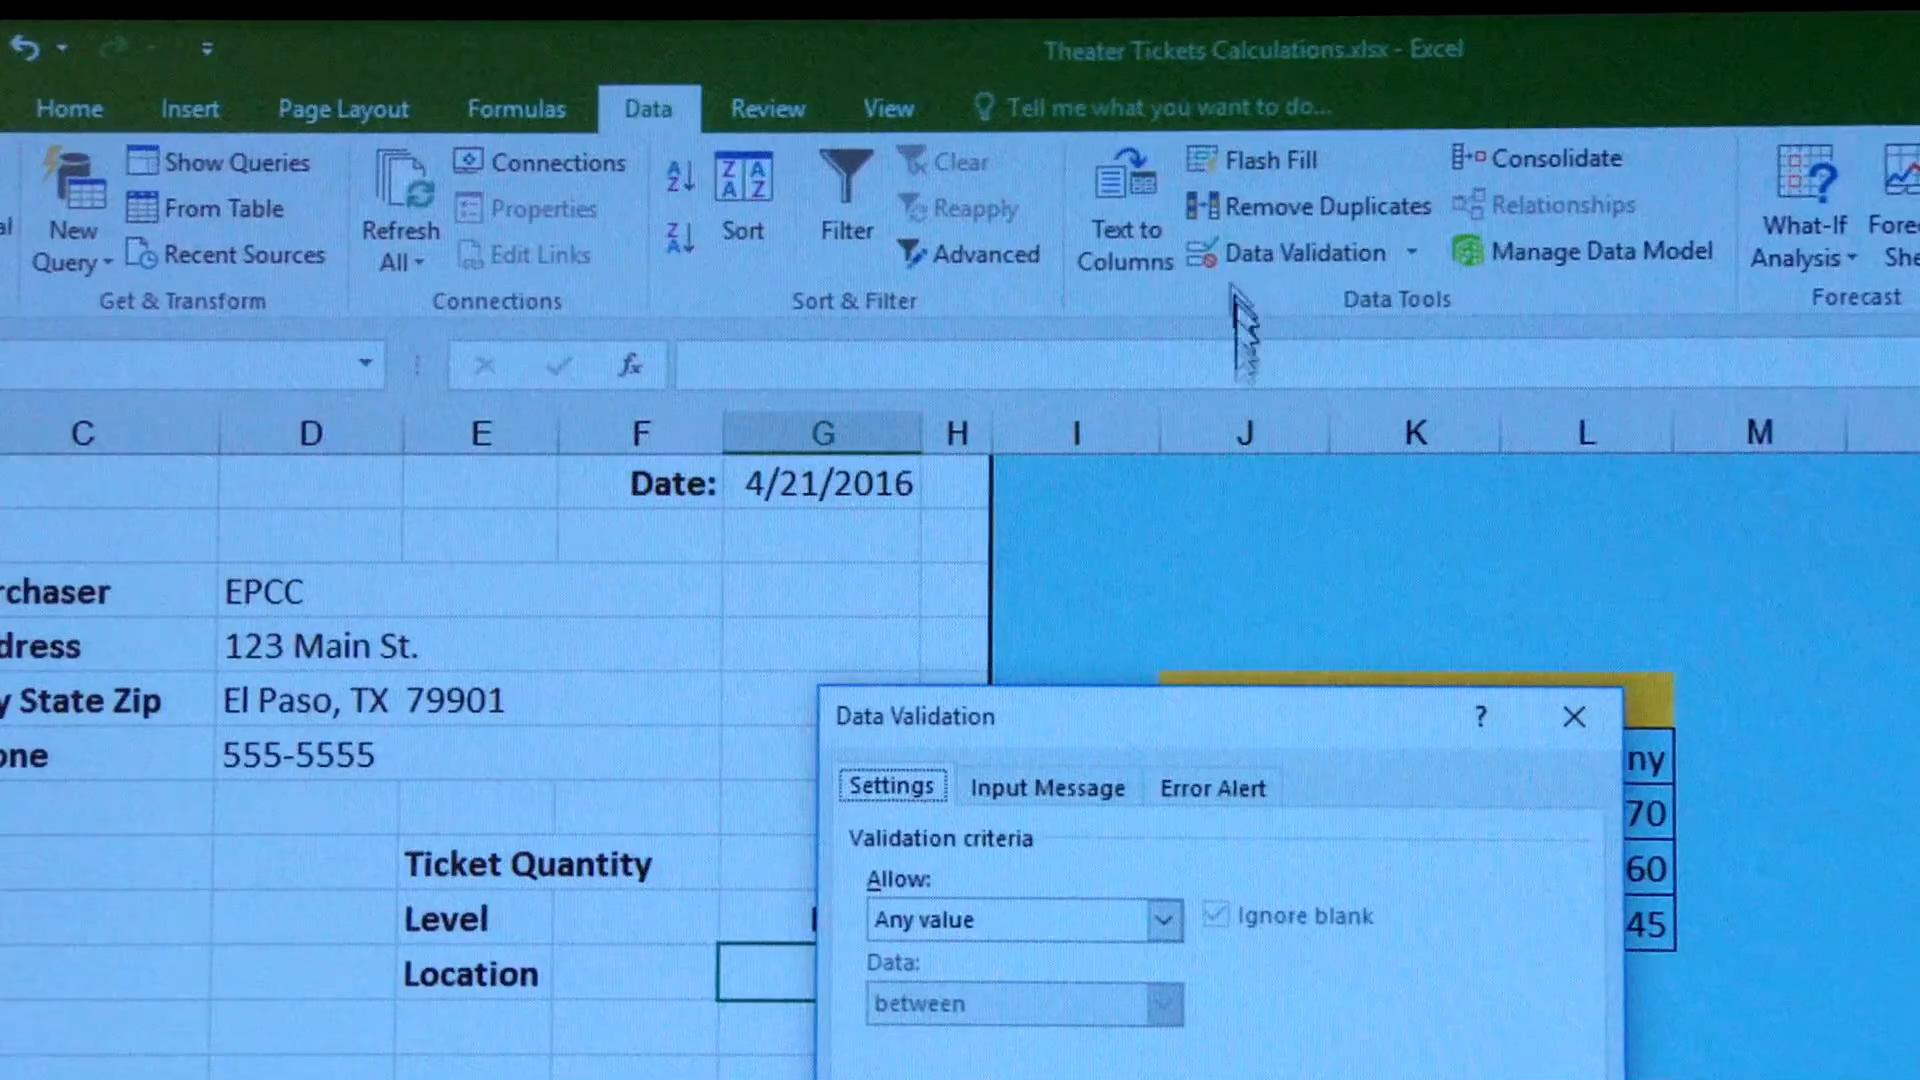 Theater Tickets Calculations.xlsx - Excel
Home Insert Page Layout Formulas Data Review View Tell me what you want to do...
New Query
Show Queries
From Table
Recent Sources
Get & Transform
Refresh All
Connections
Properties
Edit Links
Connections
Sort
Filter
Clear
Reapply
Advanced
Sort & Filter
Text to Columns
Flash Fill
Remove Duplicates
Data Validation
Consolidate
Relationships
Manage Data Model
Data Tools
What-If Analysis
Fore
She
Forecast
fx
C D E F G H I J K L M
Date: 4/21/2016
rchaser EPCC
dress 123 Main St.
y State Zip El Paso, TX 79901
one 555-5555
Ticket Quantity
Level
Location
Data Validation ?
Settings Input Message Error Alert
Validation criteria
Allow:
Any value Ignore blank
Data:
between
ny
70
60
45